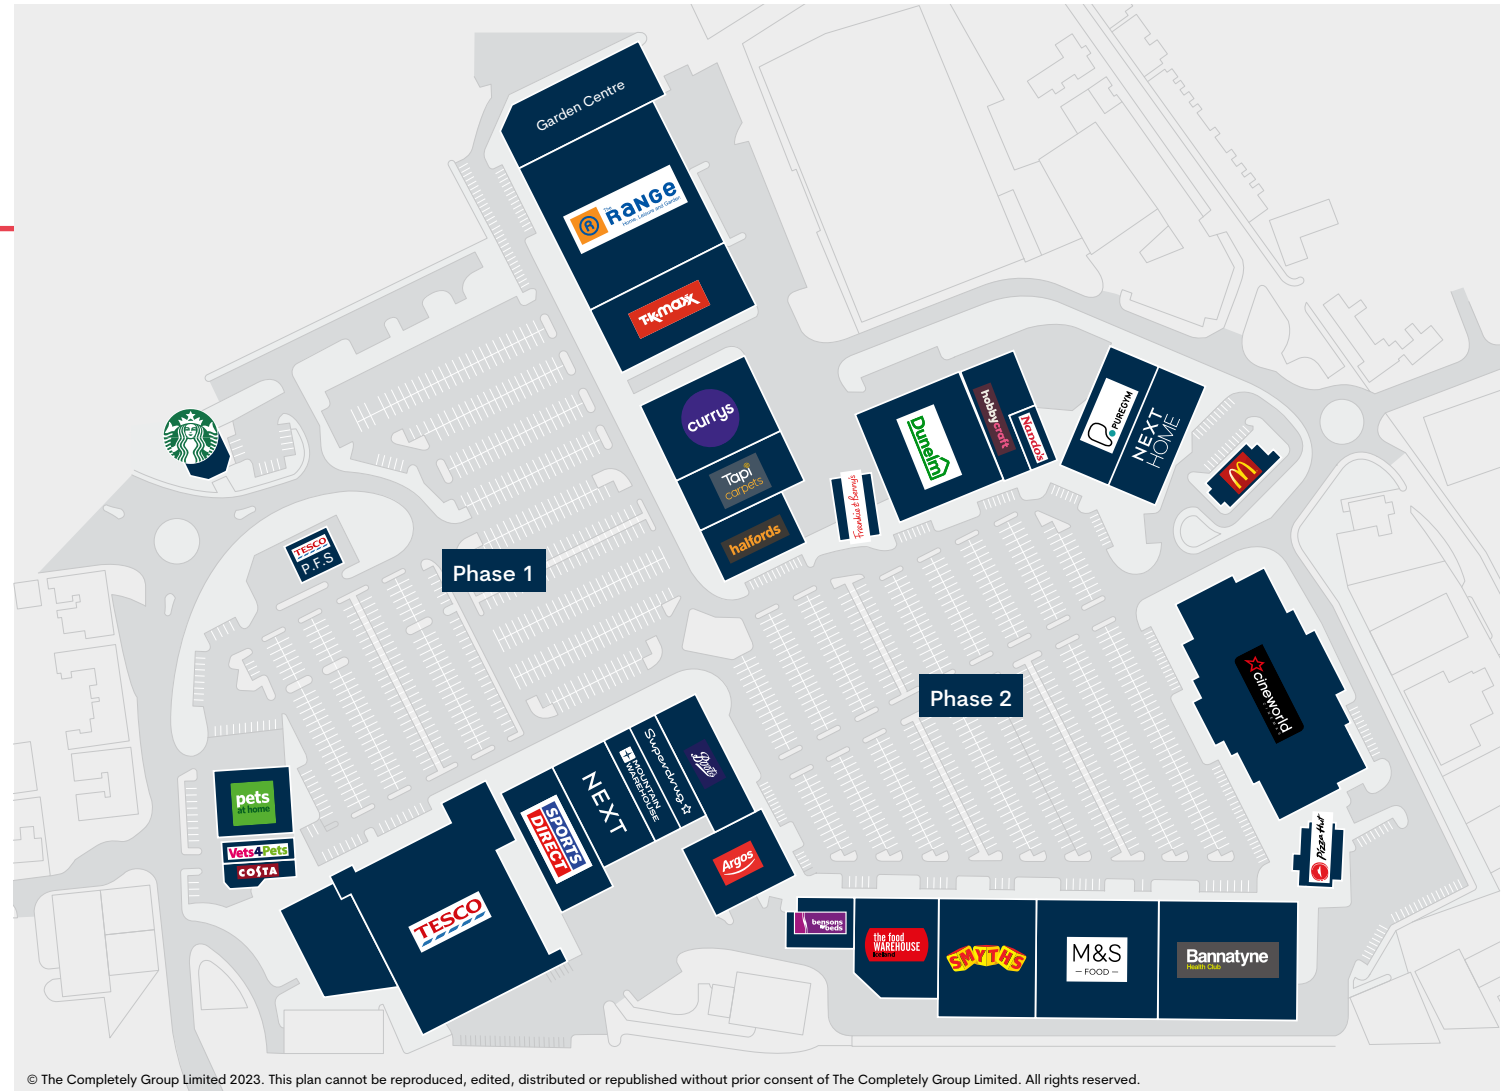 Garden Centre
The
RANGE
Home, Leisure and Garden
T·K·maxx
currys
Tapi
carpets
halfords
Frankie & Benny's
Dunelm
hobbycraft
Nando's
PUREGYM
NEXT
HOME
M
TESCO
P.F.S
Phase 1
Phase 2
cineworld
Pizza Hut
pets
at home
Vets4Pets
COSTA
TESCO
SPORTS
DIRECT
NEXT
MOUNTAIN
WAREHOUSE
Superdrug
Boots
Argos
bensons
for beds
the food
WAREHOUSE
Iceland
SMYTHS
M&S
FOOD
Bannatyne
Health Club
© The Completely Group Limited 2023. This plan cannot be reproduced, edited, distributed or republished without prior consent of The Completely Group Limited. All rights reserved.